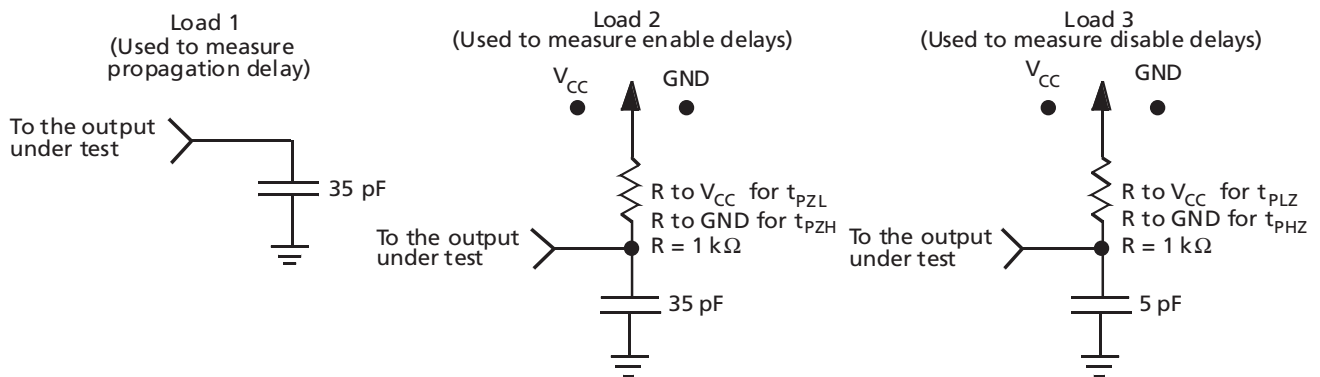 Load 1
(Used to measure
propagation delay)
To the output
under test
35 pF
Load 2
(Used to measure enable delays)
VCC
GND
R to VCC for tPZL
R to GND for tPZH
R = 1 kΩ
To the output
under test
35 pF
Load 3
(Used to measure disable delays)
VCC
GND
R to VCC for tPLZ
R to GND for tPHZ
R = 1 kΩ
To the output
under test
5 pF